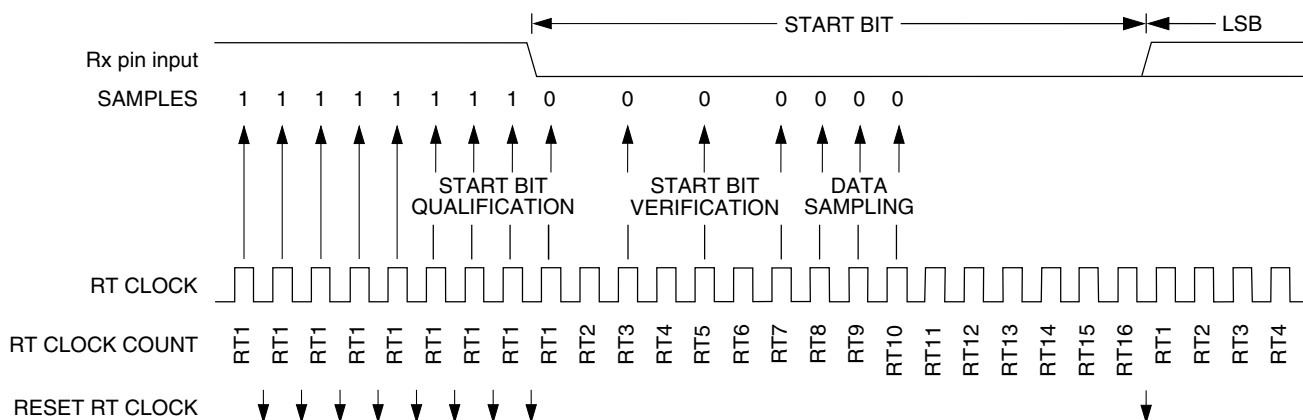 START BIT LSB
Rx pin input
SAMPLES 1 1 1 1 1 1 1 1 0 0 0 0 0 0 0
START BIT QUALIFICATION
START BIT VERIFICATION
DATA SAMPLING
RT CLOCK
RT CLOCK COUNT RT1 RT1 RT1 RT1 RT1 RT1 RT1 RT1 RT1 RT2 RT3 RT4 RT5 RT6 RT7 RT8 RT9 RT10 RT11 RT12 RT13 RT14 RT15 RT16 RT1 RT2 RT3 RT4
RESET RT CLOCK